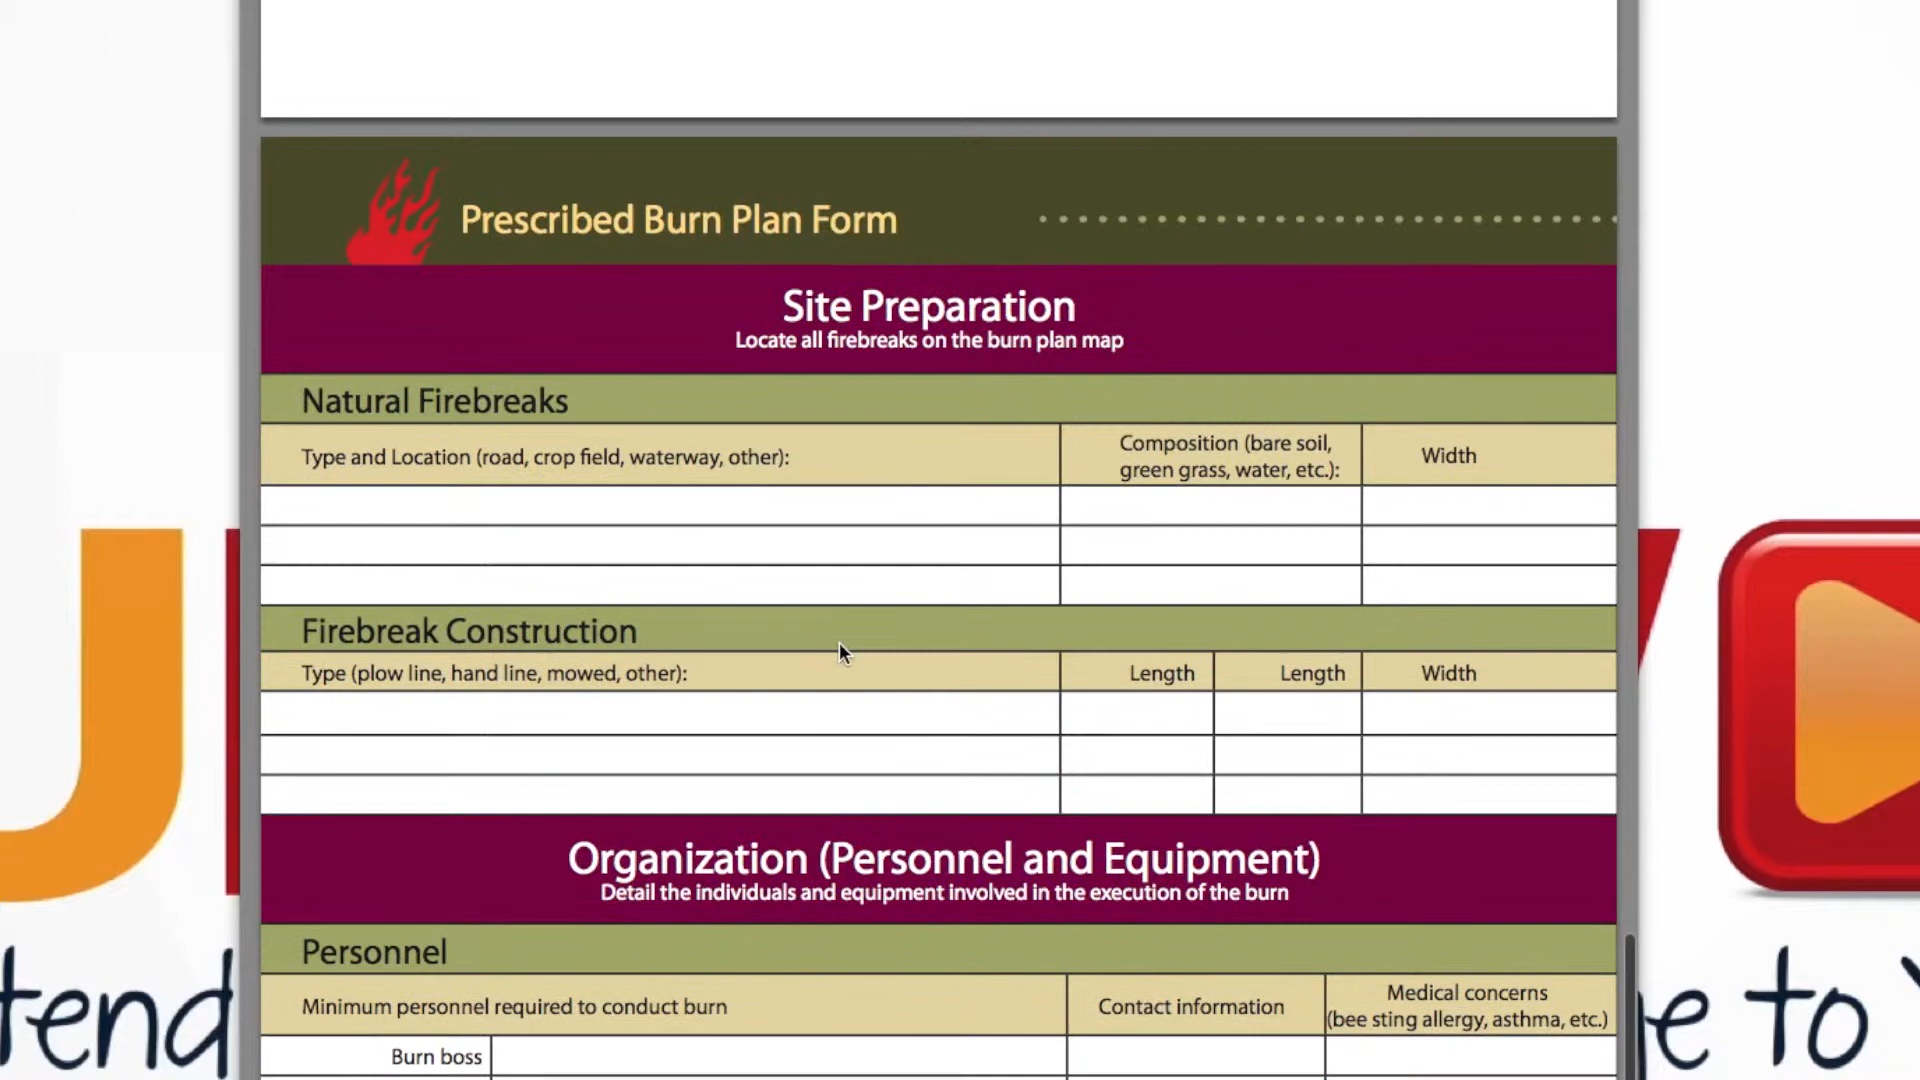 Prescribed Burn Plan Form
Site Preparation
Locate all firebreaks on the burn plan map
Natural Firebreaks
Type and Location (road, crop field, waterway, other):
Composition (bare soil,
green grass, water, etc.):
Width
Firebreak Construction
Type (plow line, hand line, mowed, other):
Length
Length
Width
Organization (Personnel and Equipment)
Detail the individuals and equipment involved in the execution of the burn
Personnel
Minimum personnel required to conduct burn
Contact information
Medical concerns
(bee sting allergy, asthma, etc.)
Burn boss
tend
to